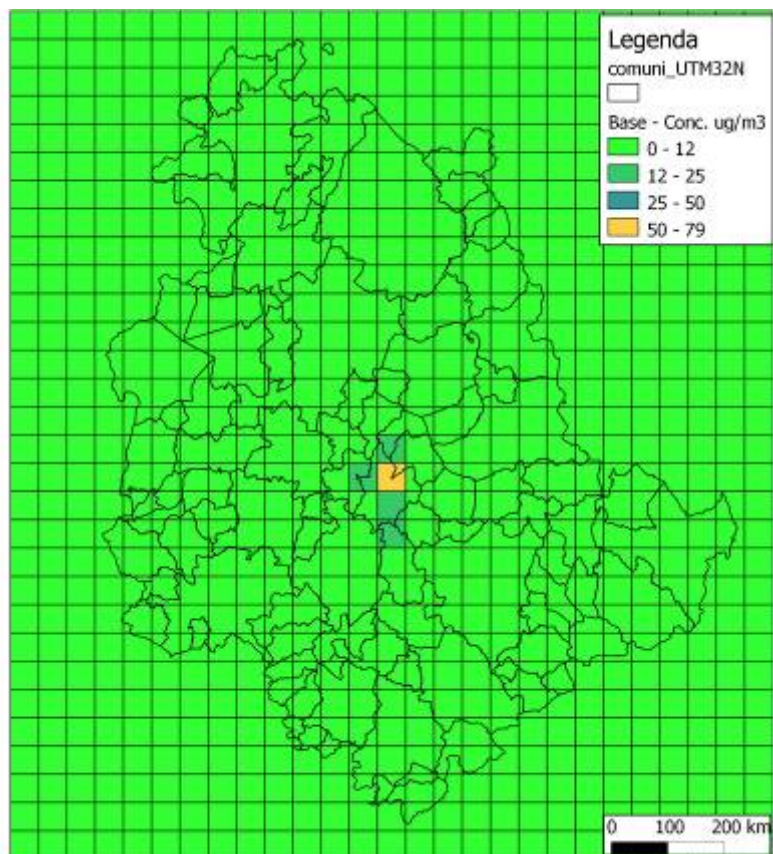 Legenda
comuni_UTM32N
Base - Conc. ug/m3
0 - 12
12 - 25
25 - 50
50 - 79
0 100 200 km